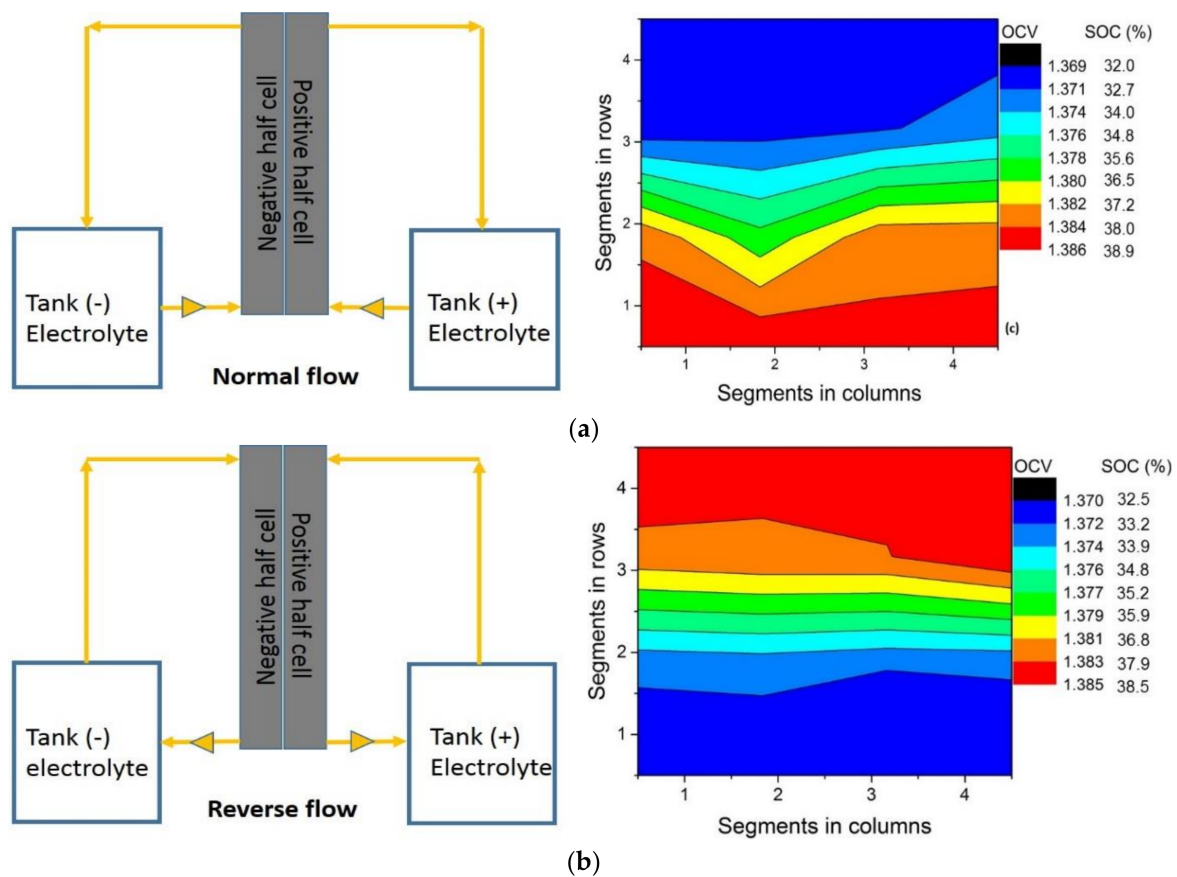 Negative half cell
Positive half cell
Tank (-)
Electrolyte
Tank (+)
Electrolyte
Normal flow
Segments in rows
4
3
2
1
1 2 3 4
Segments in columns
(c)
OCV SOC (%)
1.369 32.0
1.371 32.7
1.374 34.0
1.376 34.8
1.378 35.6
1.380 36.5
1.382 37.2
1.384 38.0
1.386 38.9
(a)
Negative half cell
Positive half cell
Tank (-)
electrolyte
Tank (+)
Electrolyte
Reverse flow
Segments in rows
4
3
2
1
1 2 3 4
Segments in columns
OCV SOC (%)
1.370 32.5
1.372 33.2
1.374 33.9
1.376 34.8
1.377 35.2
1.379 35.9
1.381 36.8
1.383 37.9
1.385 38.5
(b)